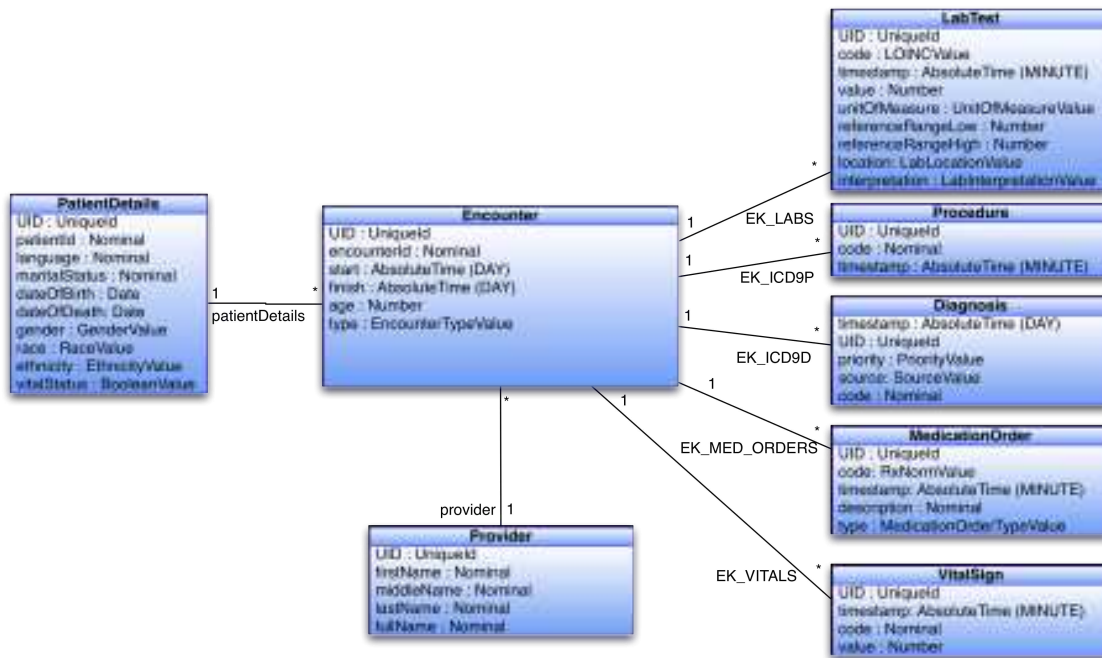 PatientDetails
UID : UniqueId
patientId : Nominal
language : Nominal
maritalStatus : Nominal
dateOfBirth : Date
dateOfDeath: Date
gender : GenderValue
race : RaceValue
ethnicity : EthnicityValue
vitalStatus : BooleanValue
1
*
patientDetails
Encounter
UID : UniqueId
encounterId : Nominal
start : AbsoluteTime (DAY)
finish : AbsoluteTime (DAY)
age : Number
type : EncounterTypeValue
*
provider
1
Provider
UID : UniqueId
firstName : Nominal
middleName : Nominal
lastName : Nominal
fullName : Nominal
1
*
EK_LABS
LabTest
UID : UniqueId
code : LOINCValue
timestamp : AbsoluteTime (MINUTE)
value : Number
unitOfMeasure : UnitOfMeasureValue
referenceRangeLow : Number
referenceRangeHigh : Number
location: LabLocationValue
interpretation : LabInterpretationValue
1
*
EK_ICD9P
Procedure
UID : UniqueId
code : Nominal
timestamp : AbsoluteTime (MINUTE)
1
*
EK_ICD9D
Diagnosis
timestamp : AbsoluteTime (DAY)
UID : UniqueId
priority : PriorityValue
source: SourceValue
code : Nominal
1
*
EK_MED_ORDERS
MedicationOrder
UID : UniqueId
code: RxNormValue
timestamp: AbsoluteTime (MINUTE)
description : Nominal
type : MedicationOrderTypeValue
1
*
EK_VITALS
VitalSign
UID : UniqueId
timestamp: AbsoluteTime (MINUTE)
code : Nominal
value : Number